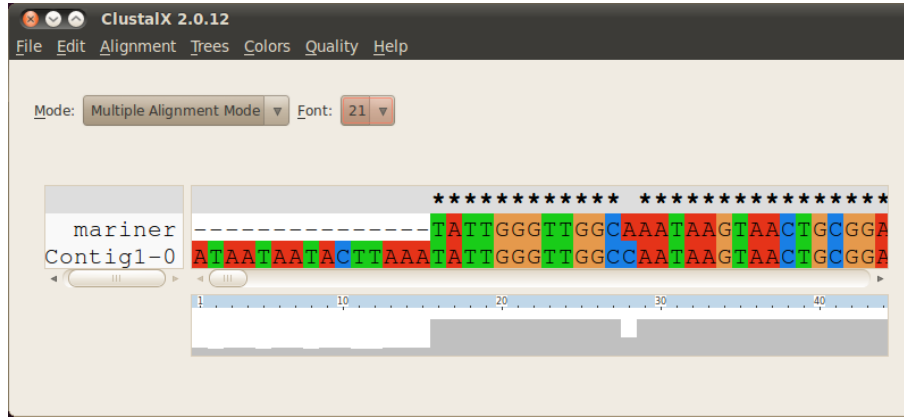 ClustalX 2.0.12
File Edit Alignment Trees Colors Quality Help
Mode: Multiple Alignment Mode Font: 21
************ ****************
mariner ---------------TATTGGGTTGGCAAATAAGTAACTGCGGA
Contig1-0 ATAATAATACTTAAATATTGGGTTGGCCAATAAGTAACTGCGGA
1 10 20 30 40